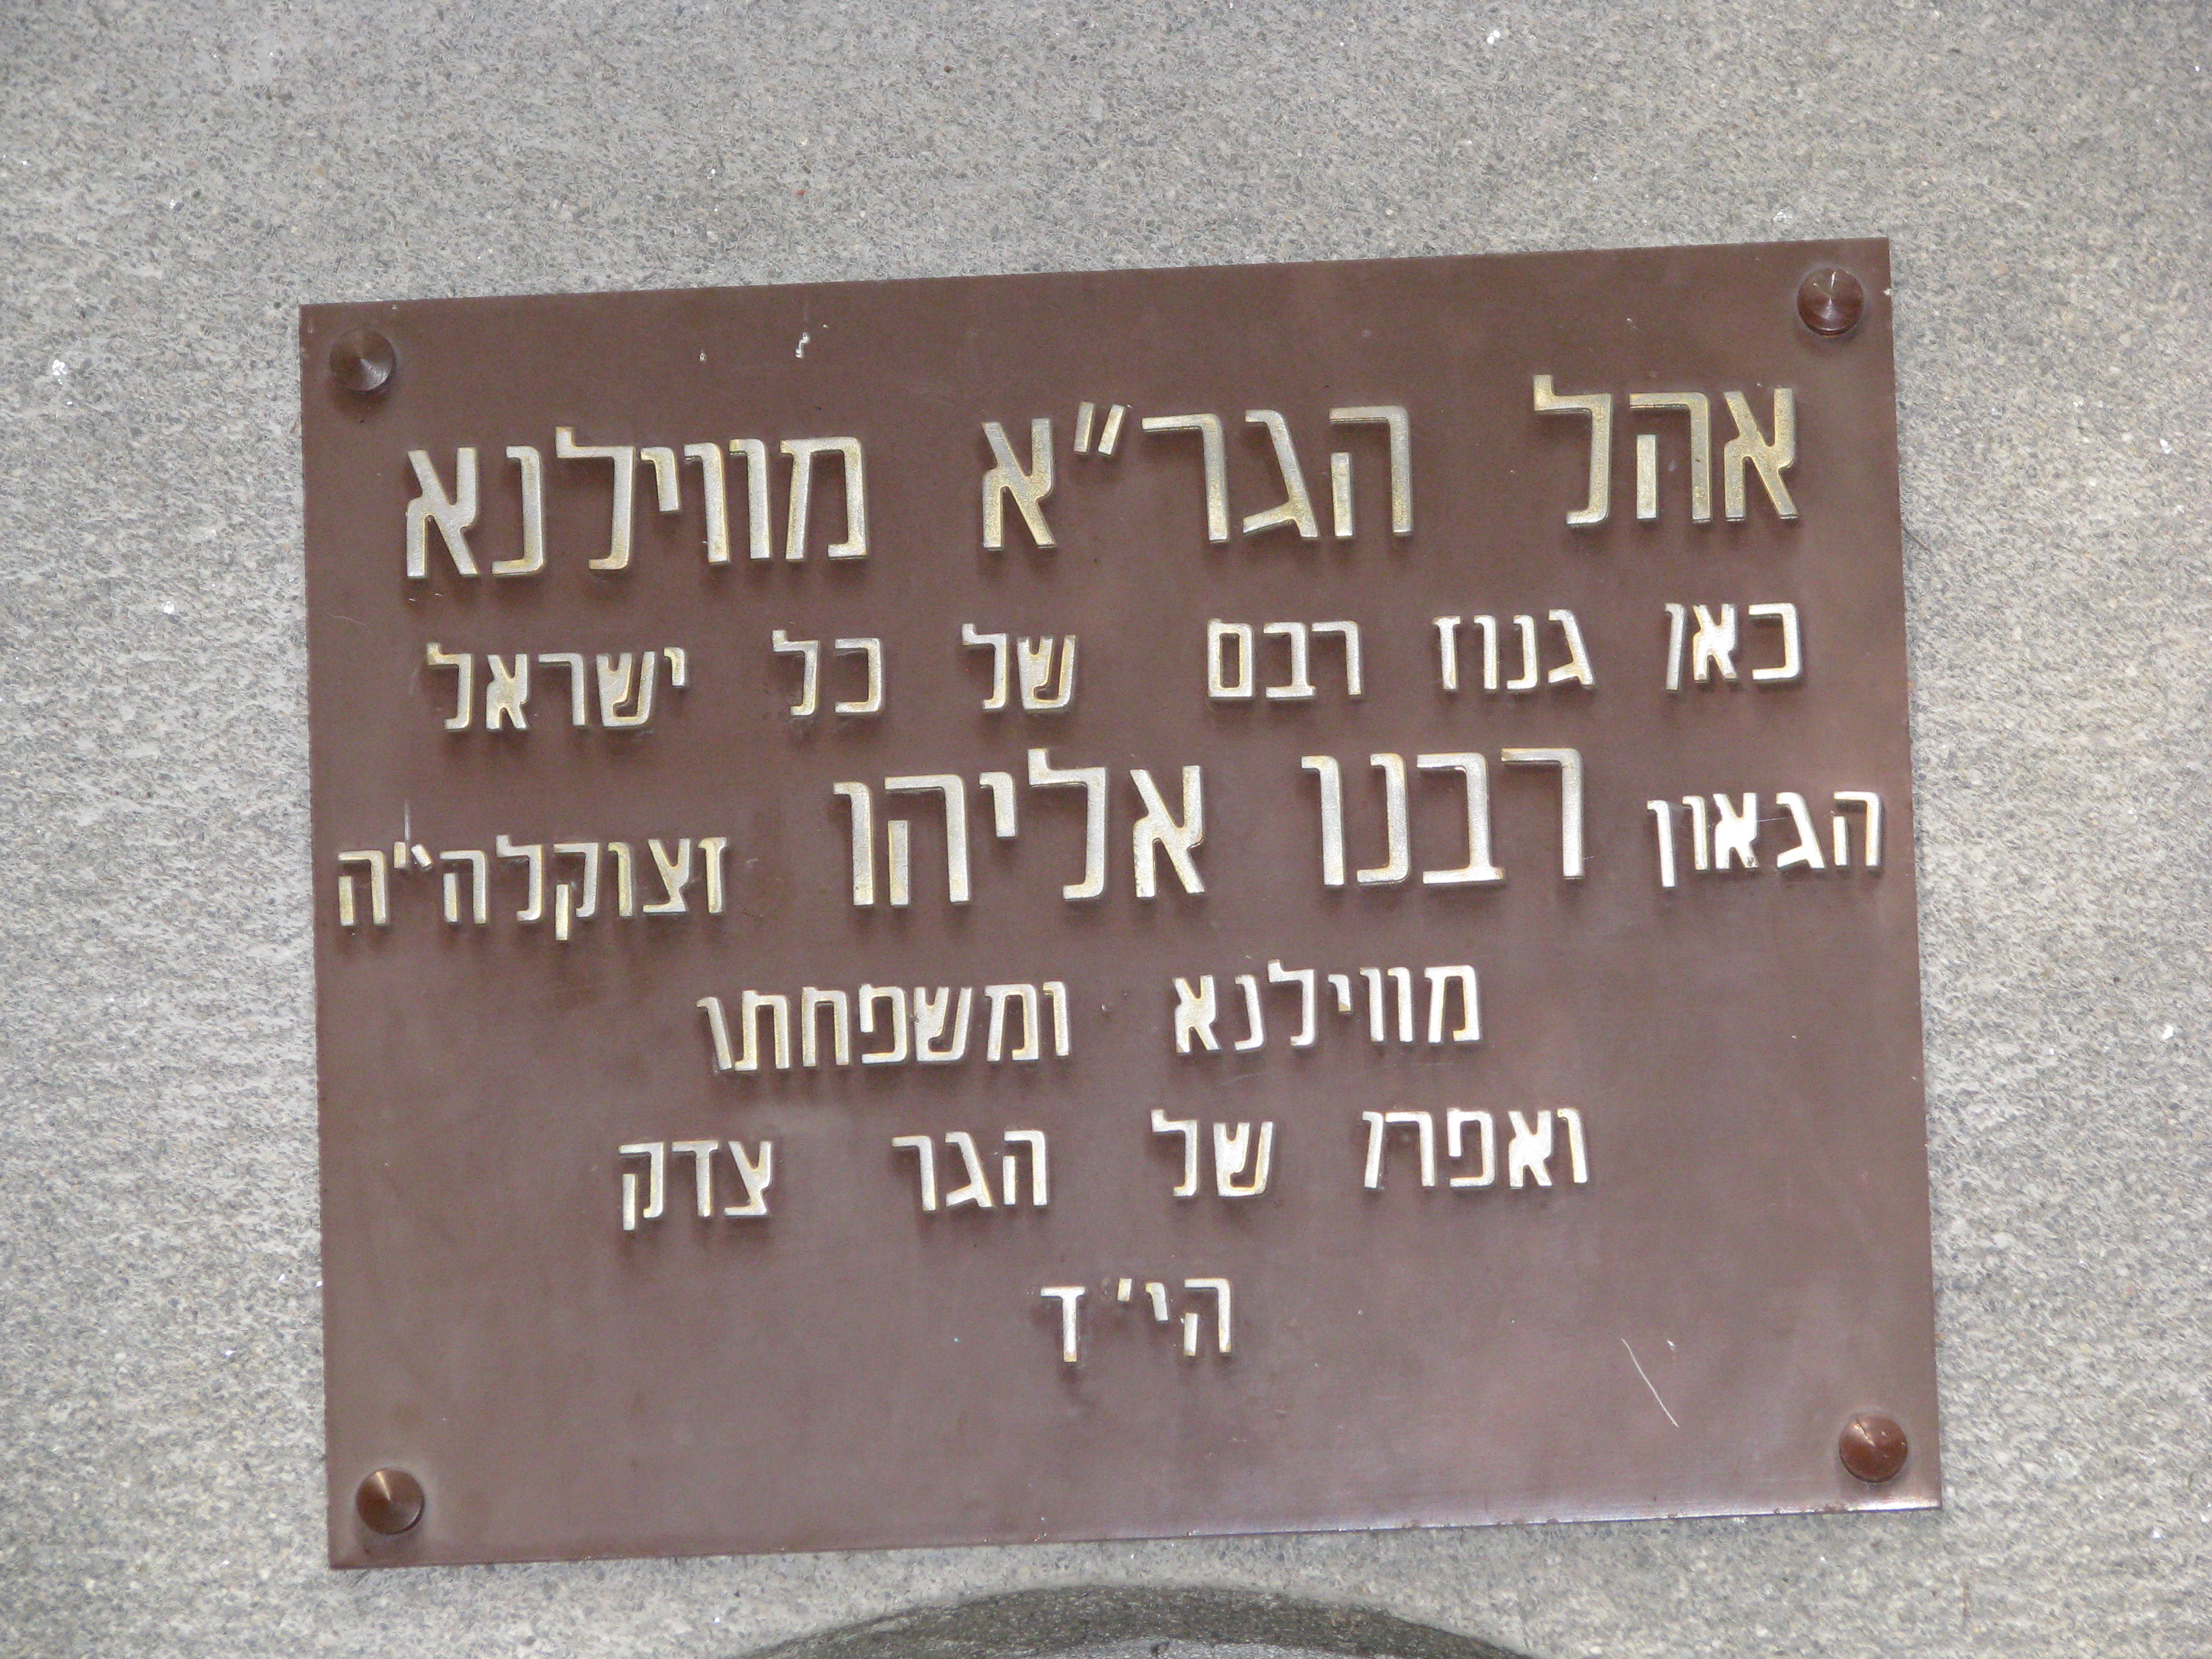 אהל הגר"א מווילנא
כאן גנוז רבם של כל ישראל
הגאון רבנו אליהו זצוקלה"ה
מווילנא ומשפחתו
ואפרו של הגר צדק
הי"ד